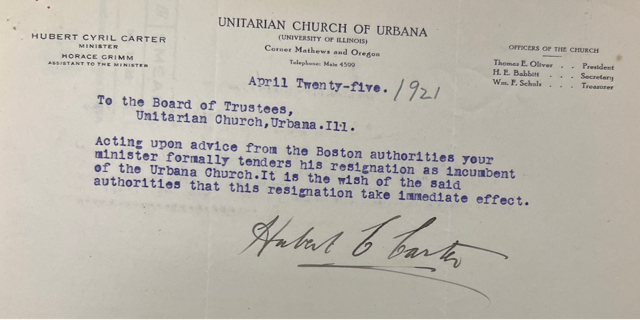 UNITARIAN CHURCH OF URBANA
(UNIVERSITY OF ILLINOIS)
Corner Mathews and Oregon
Telephone: Main 4599
HUBERT CYRIL CARTER
MINISTER
HORACE GRIMM
ASSISTANT TO THE MINISTER
OFFICERS OF THE CHURCH
Thomas E. Oliver . . President
H. E. Babbitt . . . Secretary
Wm. F. Schulz . . . Treasurer
April Twenty-five. 1921
To the Board of Trustees,
Unitarian Church,Urbana.Ill.
Acting upon advice from the Boston authorities your
minister formally tenders his resignation as incumbent
of the Urbana Church.It is the wish of the said
authorities that this resignation take immediate effect.
Hubert C Carter